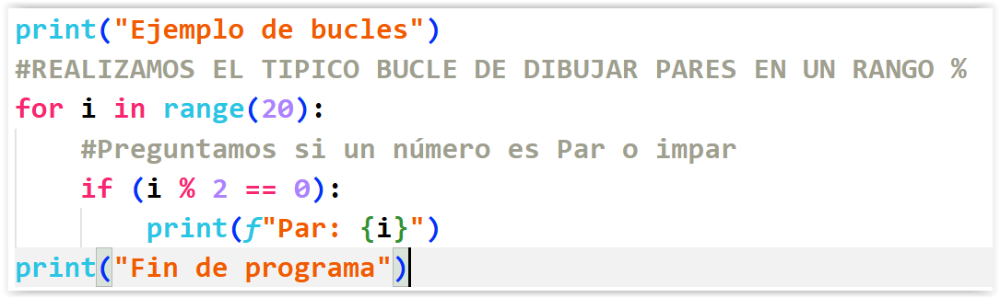 print("Ejemplo de bucles")
#REALIZAMOS EL TIPICO BUCLE DE DIBUJAR PARES EN UN RANGO %
for i in range(20):
    #Preguntamos si un número es Par o impar
    if (i % 2 == 0):
        print(f"Par: {i}")
print("Fin de programa")